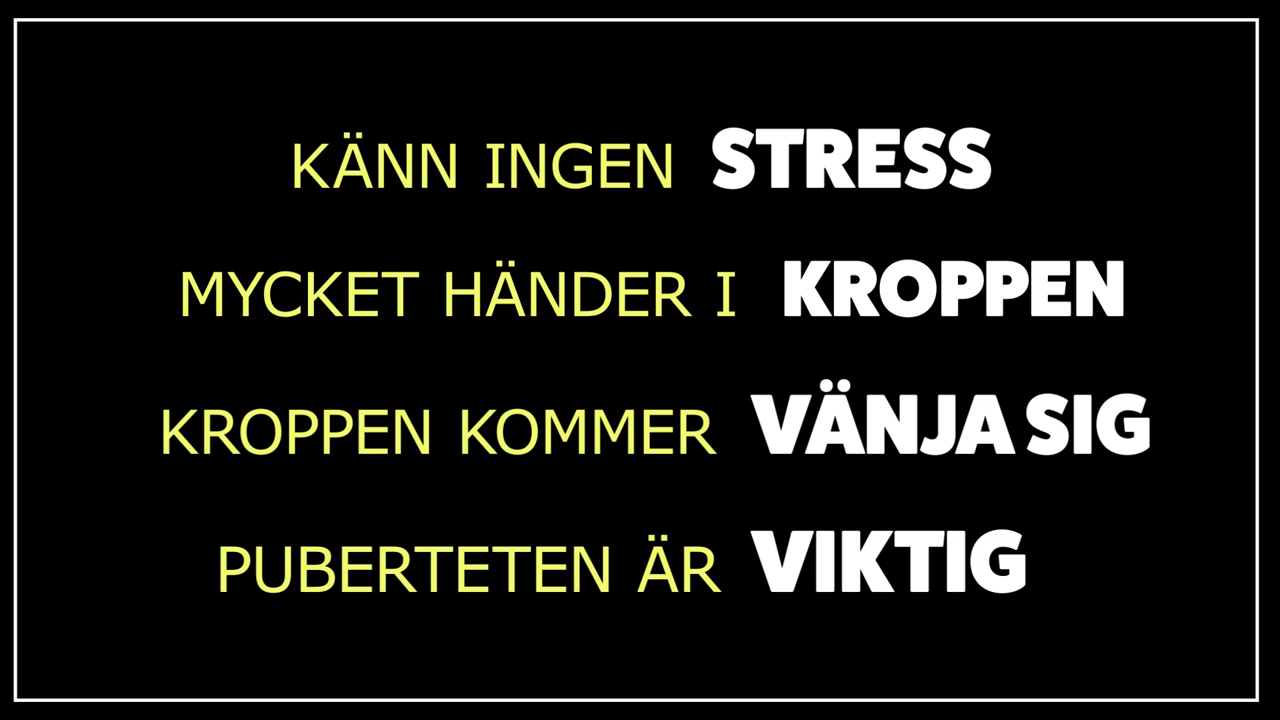 KÄNN INGEN STRESS
MYCKET HÄNDER I KROPPEN
KROPPEN KOMMER VÄNJA SIG
PUBERTETEN ÄR VIKTIG